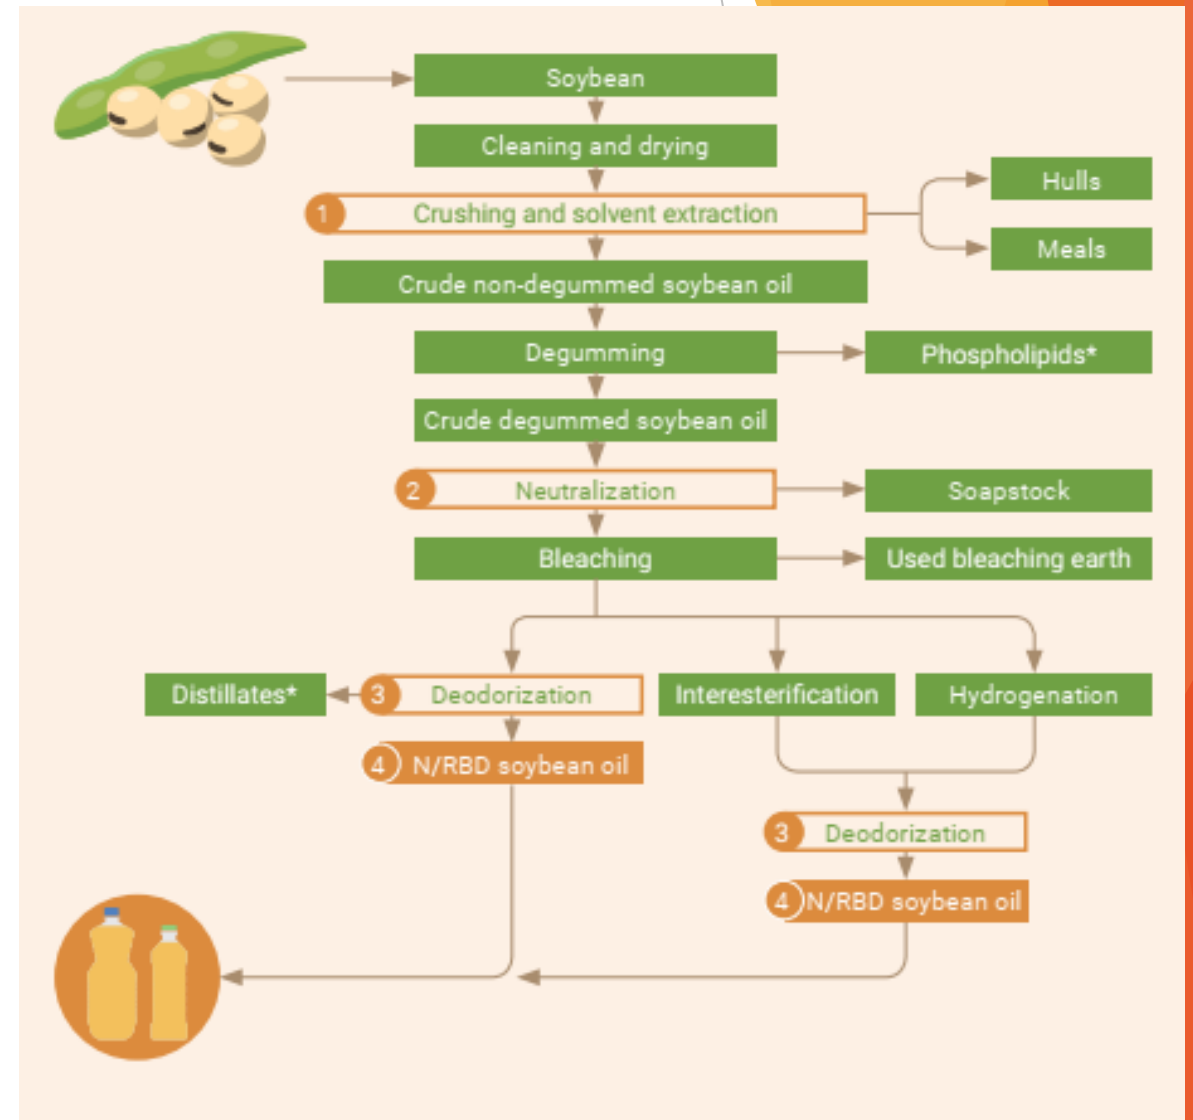 Soybean
Cleaning and drying
Hulls
1 Crushing and solvent extraction
Meals
Crude non-degummed soybean oil
Degumming
Phospholipids*
Crude degummed soybean oil
2 Neutralization
Soapstock
Bleaching
Used bleaching earth
Distillates*
3 Deodorization
Interesterification
Hydrogenation
4 N/RBD soybean oil
3 Deodorization
4 N/RBD soybean oil